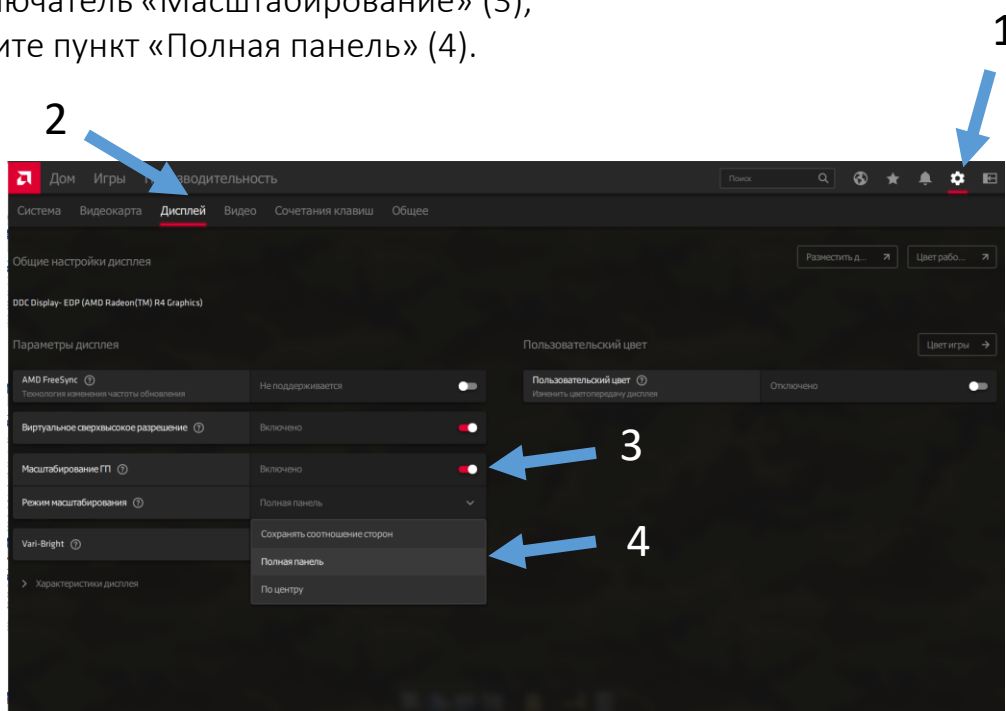 лючатель «Масштабирование» (3),
ите пункт «Полная панель» (4).
1
2
Дом Игры
Поиск
Система Видеокарта Дисплей Видео Сочетания клавиш Общее
Общие настройки дисплея
Разместить д... Цвет рабо...
DDC Display- EDP (AMD Radeon(TM) R4 Graphics)
Параметры дисплея
Пользовательский цвет
Цвет игры
AMD FreeSync
Технология изменения частоты обновления
Не поддерживается
Пользовательский цвет
Изменить цветопередачу дисплея
Отключено
Виртуальное сверхвысокое разрешение
Включено
3
Масштабирование ГП
Включено
Режим масштабирования
Полная панель
4
Vari-Bright
Сохранять соотношение сторон
Полная панель
По центру
Характеристики дисплея